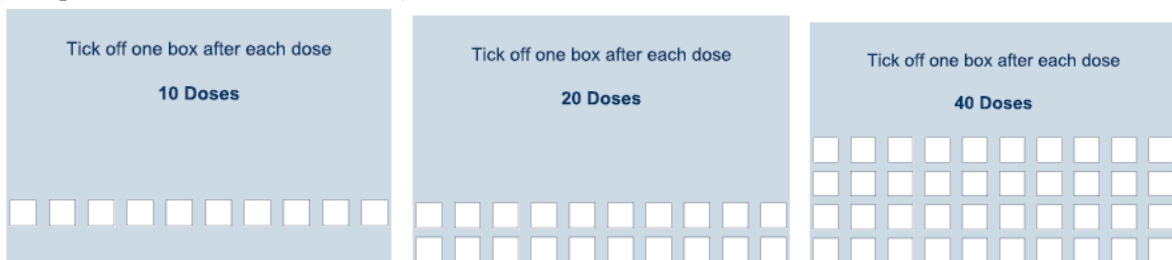 Tick off one box after each dose
10 Doses
Tick off one box after each dose
20 Doses
Tick off one box after each dose
40 Doses